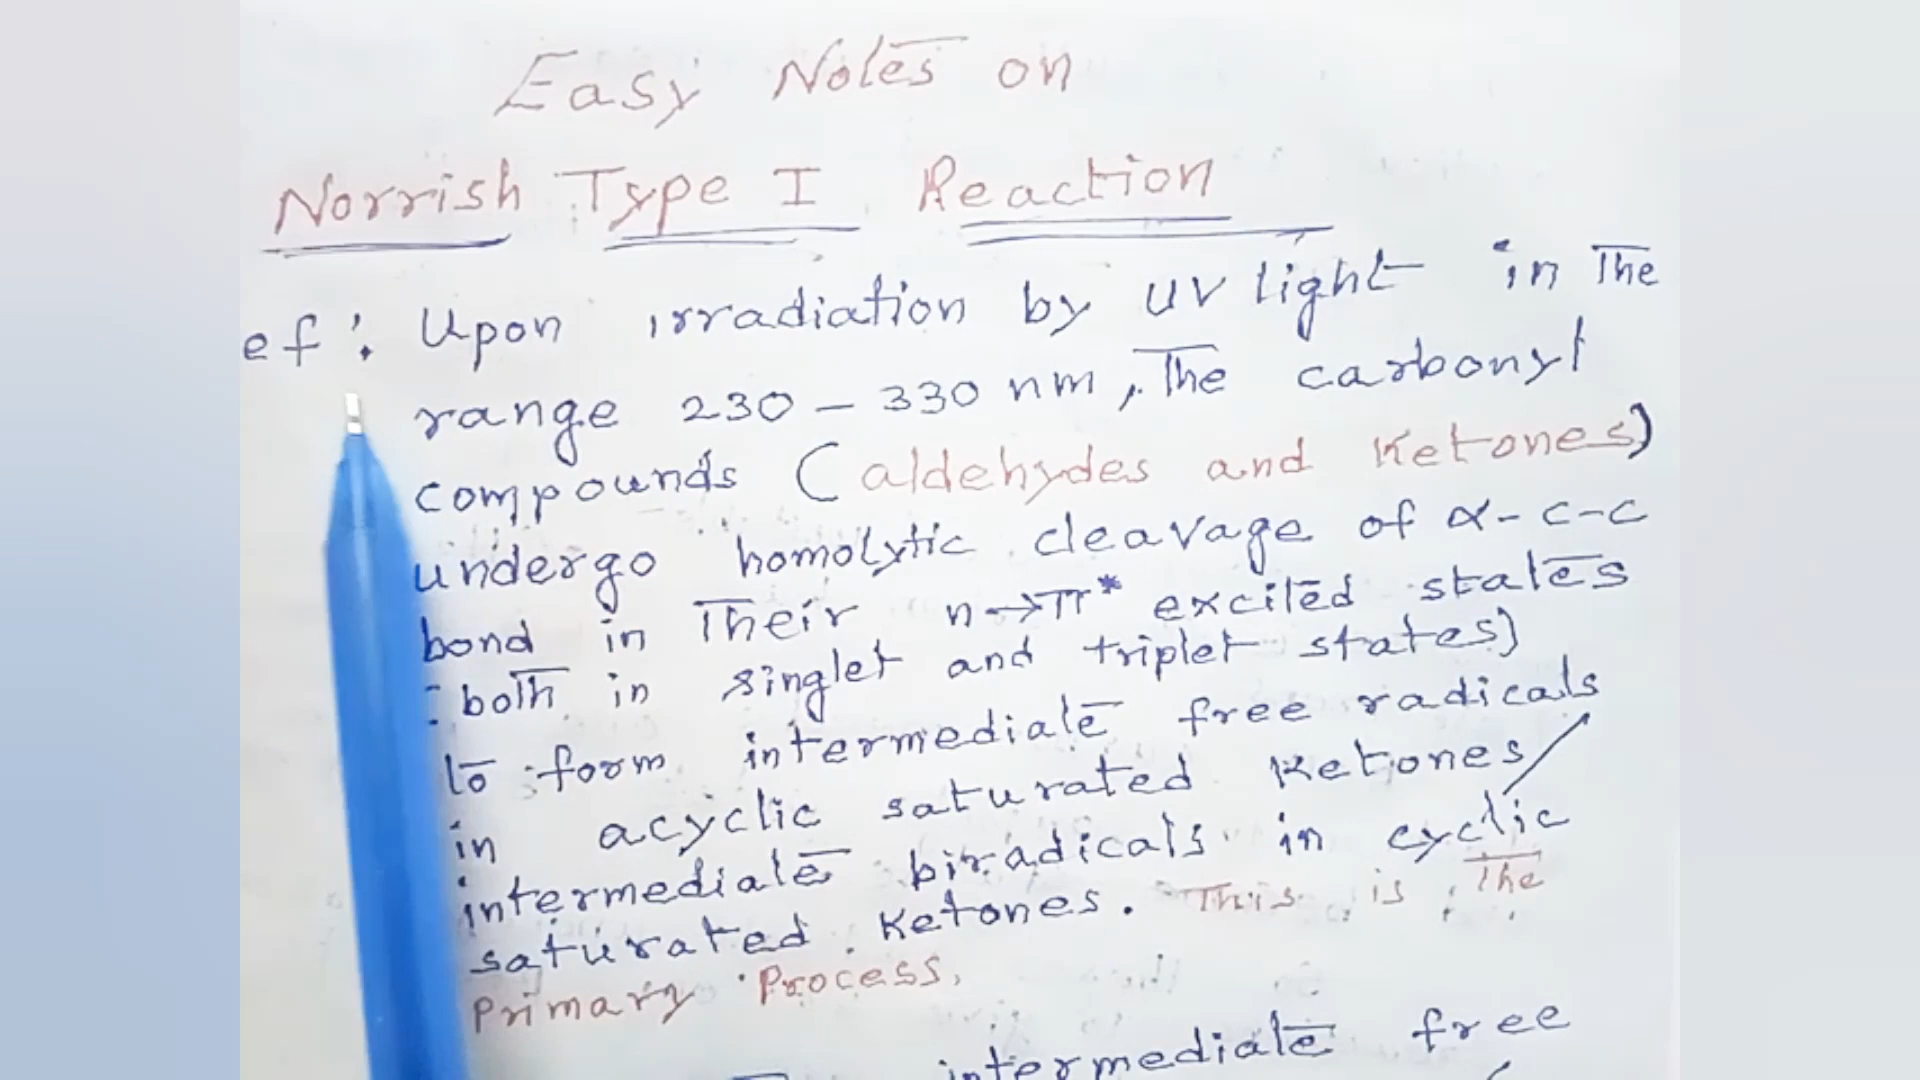 Easy Notes on
Norrish Type I Reaction
ef: Upon irradiation by UV light in the
range 230 - 330 nm, The carbonyl
compounds (aldehydes and Ketones)
undergo homolytic cleavage of α-C-C
bond in Their n→π* excited states
: both in singlet and triplet states)
to form intermediate free radicals
in acyclic saturated Ketones /
intermediate biradicals in cyclic
saturated Ketones. This is The
Primary Process.
intermediate free